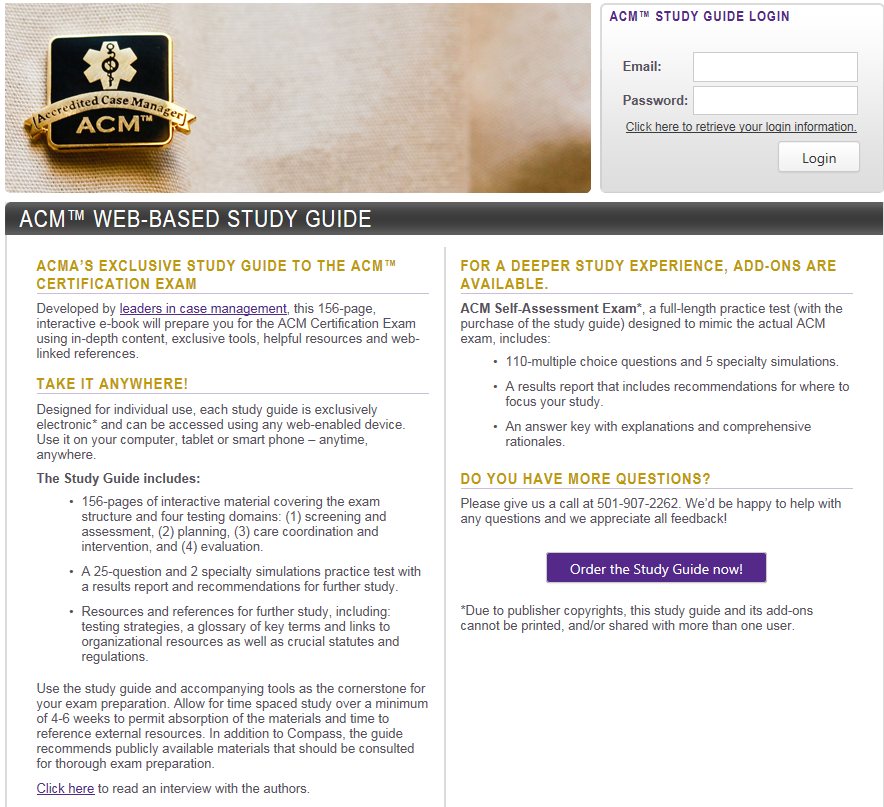 Accredited Case Manager
ACM™
ACM™ STUDY GUIDE LOGIN
Email:
Password:
Click here to retrieve your login information.
Login
ACM™ WEB-BASED STUDY GUIDE
ACMA'S EXCLUSIVE STUDY GUIDE TO THE ACM™
CERTIFICATION EXAM
Developed by leaders in case management, this 156-page,
interactive e-book will prepare you for the ACM Certification Exam
using in-depth content, exclusive tools, helpful resources and web-
linked references.
TAKE IT ANYWHERE!
Designed for individual use, each study guide is exclusively
electronic* and can be accessed using any web-enabled device.
Use it on your computer, tablet or smart phone – anytime,
anywhere.
The Study Guide includes:
• 156-pages of interactive material covering the exam
structure and four testing domains: (1) screening and
assessment, (2) planning, (3) care coordination and
intervention, and (4) evaluation.
• A 25-question and 2 specialty simulations practice test with
a results report and recommendations for further study.
• Resources and references for further study, including:
testing strategies, a glossary of key terms and links to
organizational resources as well as crucial statutes and
regulations.
Use the study guide and accompanying tools as the cornerstone for
your exam preparation. Allow for time spaced study over a minimum
of 4-6 weeks to permit absorption of the materials and time to
reference external resources. In addition to Compass, the guide
recommends publicly available materials that should be consulted
for thorough exam preparation.
Click here to read an interview with the authors.
FOR A DEEPER STUDY EXPERIENCE, ADD-ONS ARE
AVAILABLE.
ACM Self-Assessment Exam*, a full-length practice test (with the
purchase of the study guide) designed to mimic the actual ACM
exam, includes:
• 110-multiple choice questions and 5 specialty simulations.
• A results report that includes recommendations for where to
focus your study.
• An answer key with explanations and comprehensive
rationales.
DO YOU HAVE MORE QUESTIONS?
Please give us a call at 501-907-2262. We'd be happy to help with
any questions and we appreciate all feedback!
Order the Study Guide now!
*Due to publisher copyrights, this study guide and its add-ons
cannot be printed, and/or shared with more than one user.